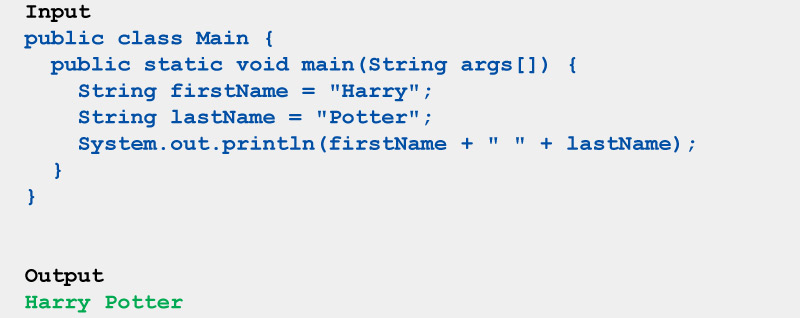 Input
public class Main {
  public static void main(String args[]) {
    String firstName = "Harry";
    String lastName = "Potter";
    System.out.println(firstName + " " + lastName);
  }
}
Output
Harry Potter